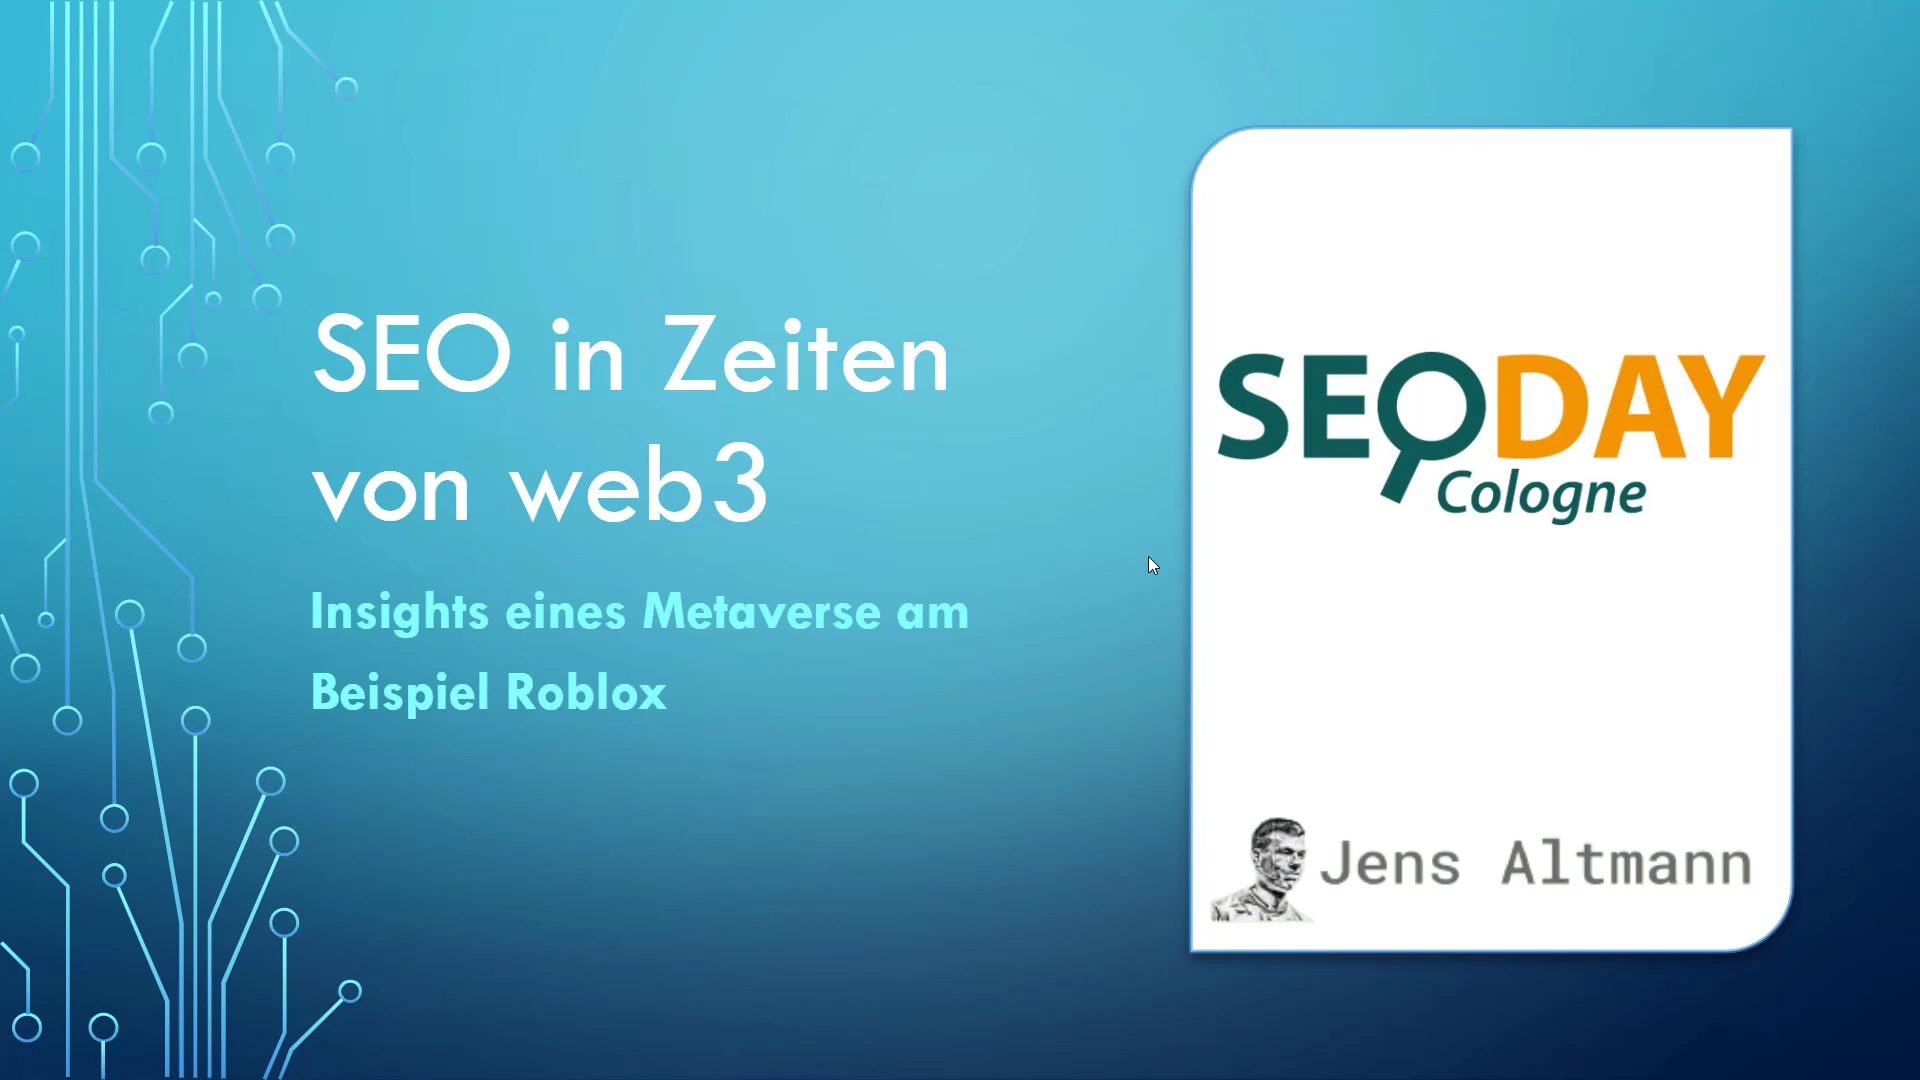 SEO in Zeiten
von web3
Insights eines Metaverse am
Beispiel Roblox
SEODAY
Cologne
Jens Altmann